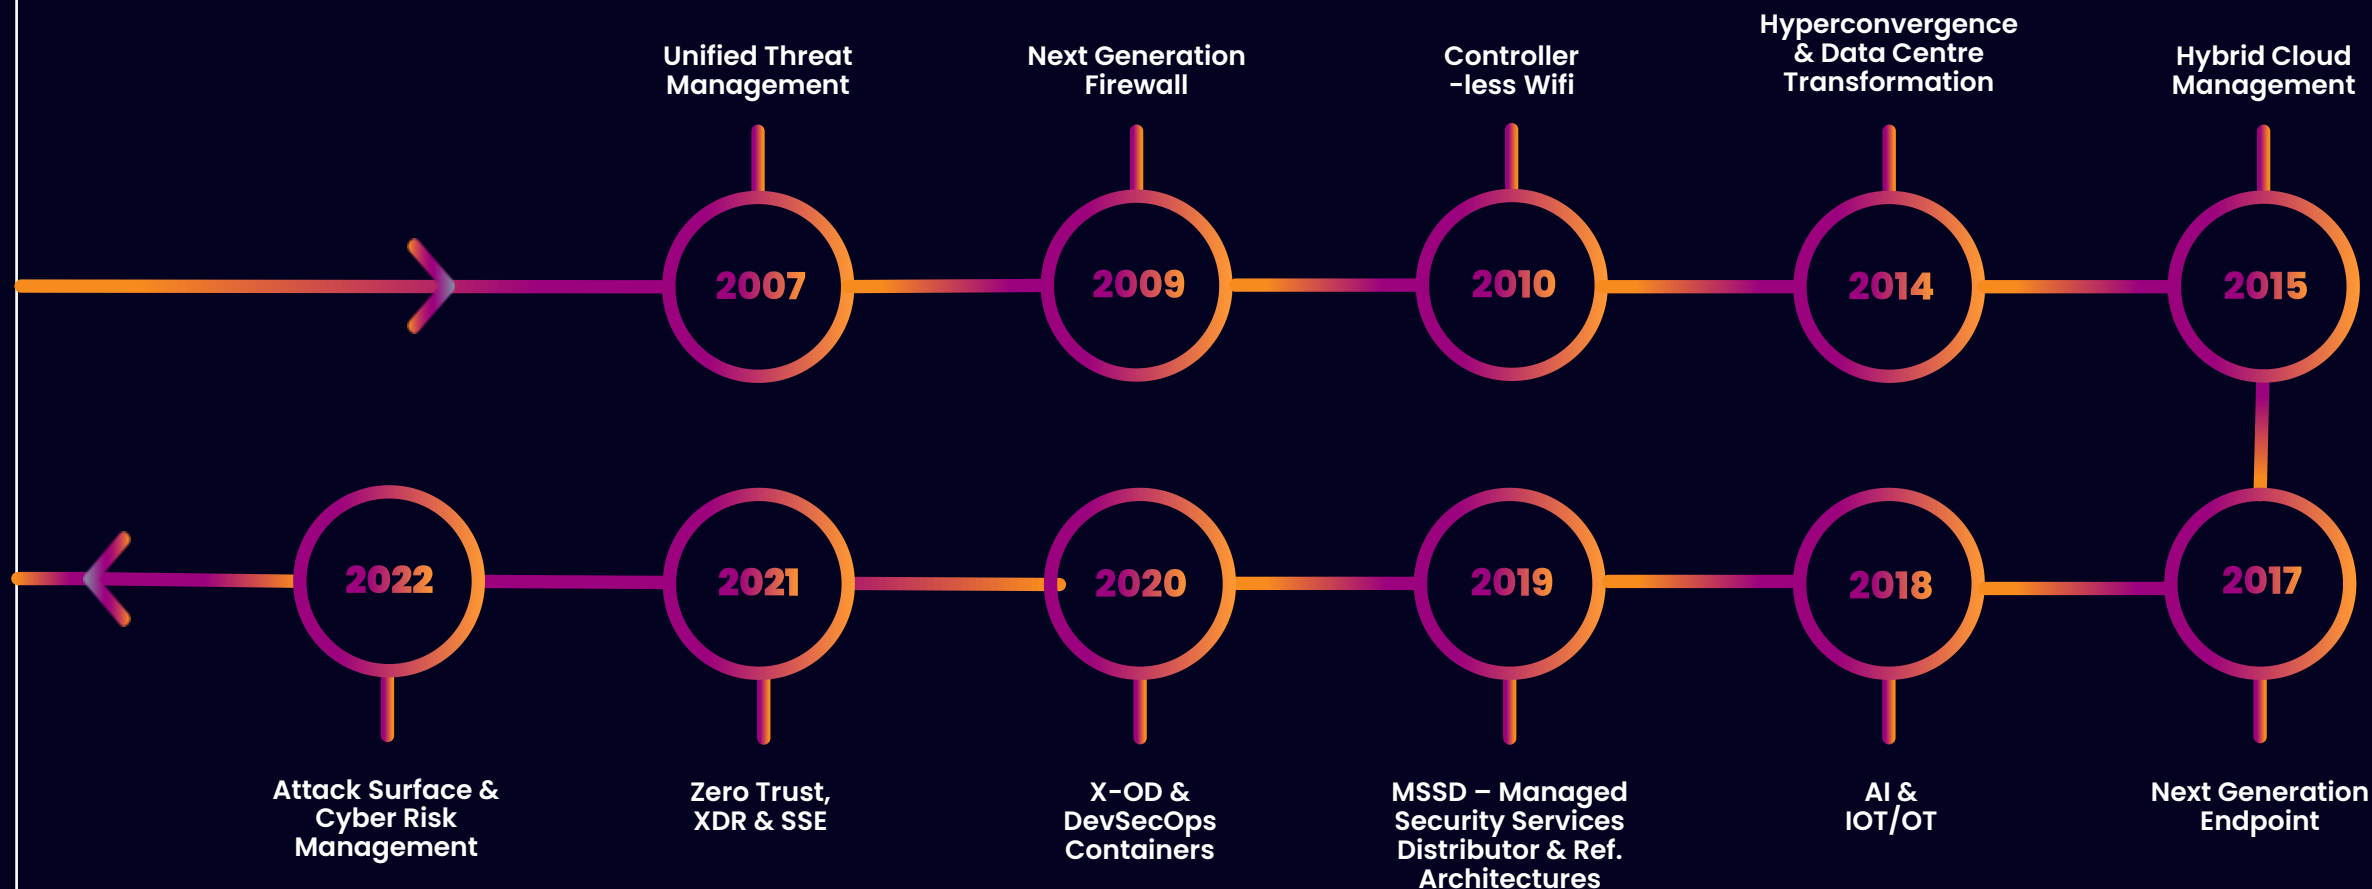 Unified Threat
Management
2007
Next Generation
Firewall
2009
Controller
-less Wifi
2010
Hyperconvergence
& Data Centre
Transformation
2014
Hybrid Cloud
Management
2015
2017
Next Generation
Endpoint
2018
AI &
IOT/OT
2019
MSSD – Managed
Security Services
Distributor & Ref.
Architectures
2020
X-OD &
DevSecOps
Containers
2021
Zero Trust,
XDR & SSE
2022
Attack Surface &
Cyber Risk
Management